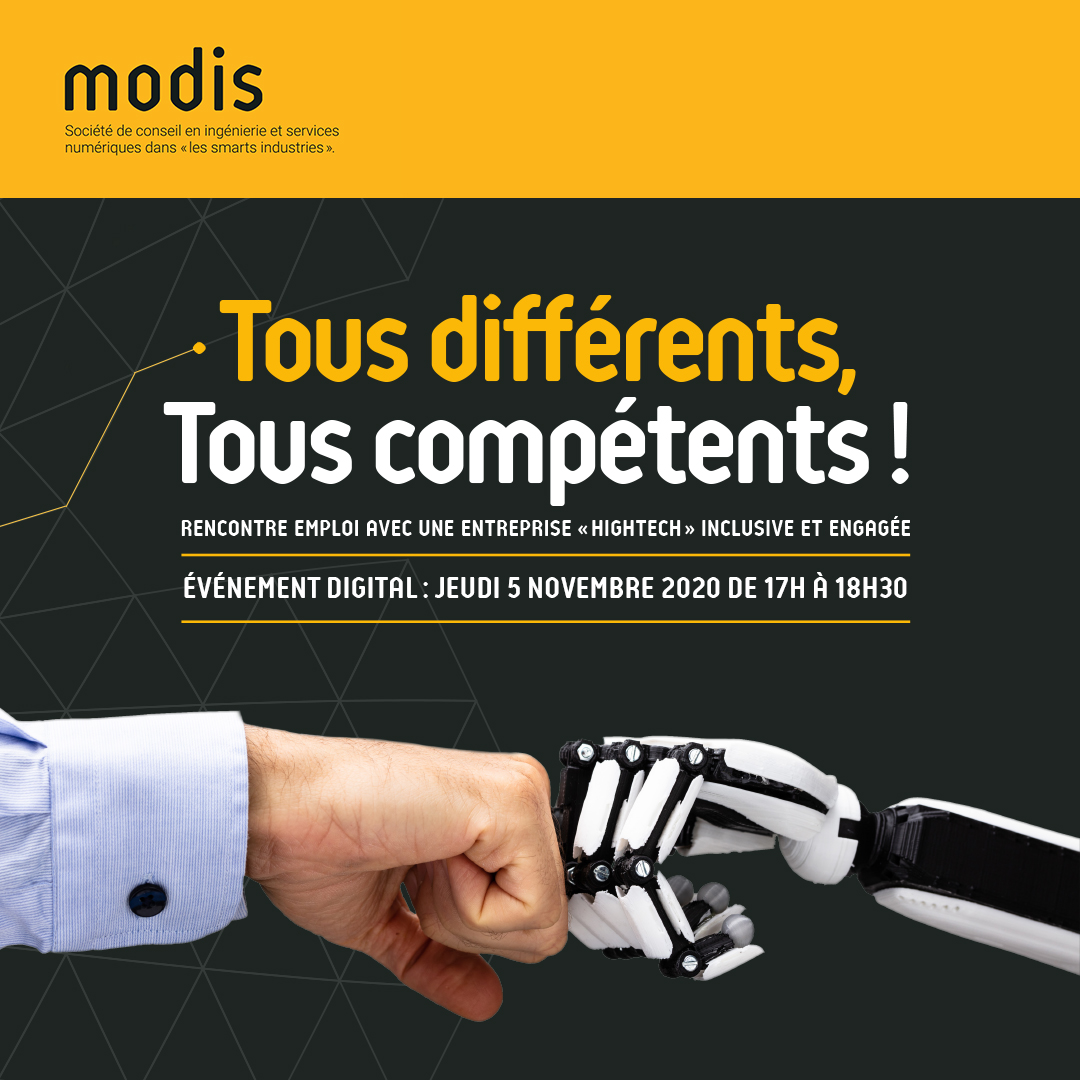 modis
Société de conseil en ingénierie et services
numériques dans « les smarts industries ».
Tous différents,
Tous compétents !
RENCONTRE EMPLOI AVEC UNE ENTREPRISE « HIGHTECH » INCLUSIVE ET ENGAGÉE
ÉVÉNEMENT DIGITAL : JEUDI 5 NOVEMBRE 2020 DE 17H À 18H30